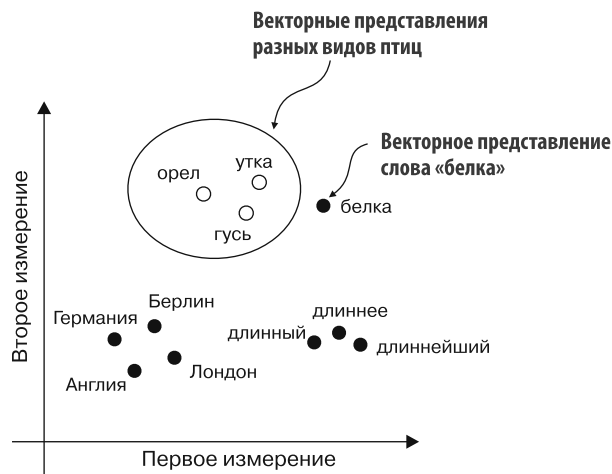 Векторные представления
разных видов птиц
Векторное представление
слова «белка»
утка
орел
белка
гусь
Второе измерение
Берлин
Германия
длиннее
длинный
длиннейший
Англия
Лондон
Первое измерение